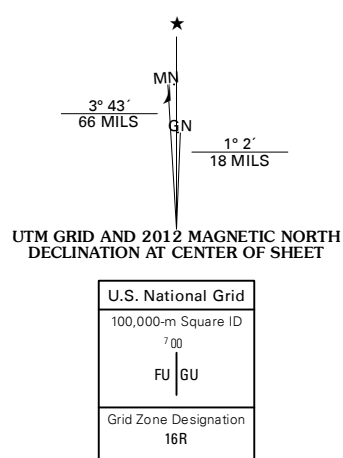 ★
MN
3° 43´
66 MILS
GN
1° 2´
18 MILS
UTM GRID AND 2012 MAGNETIC NORTH
DECLINATION AT CENTER OF SHEET
U.S. National Grid
100,000-m Square ID
⁷00
FU GU
Grid Zone Designation
16R